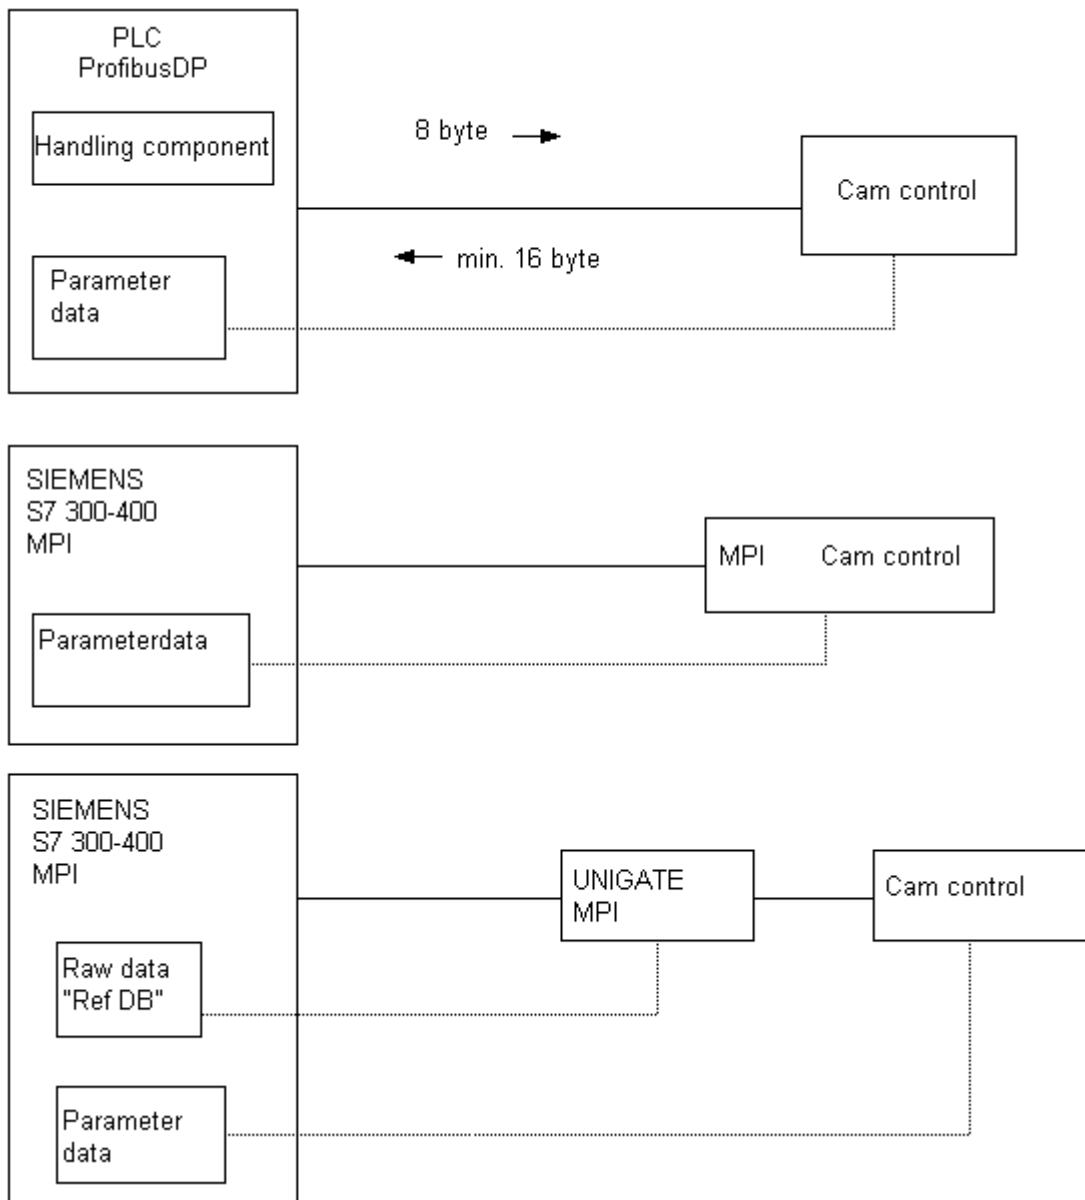 PLC
ProfibusDP
Handling component
8 byte
Cam control
min. 16 byte
Parameter
data
SIEMENS
S7 300-400
MPI
MPI Cam control
Parameterdata
SIEMENS
S7 300-400
MPI
UNIGATE
MPI
Cam control
Raw data
"Ref DB"
Parameter
data